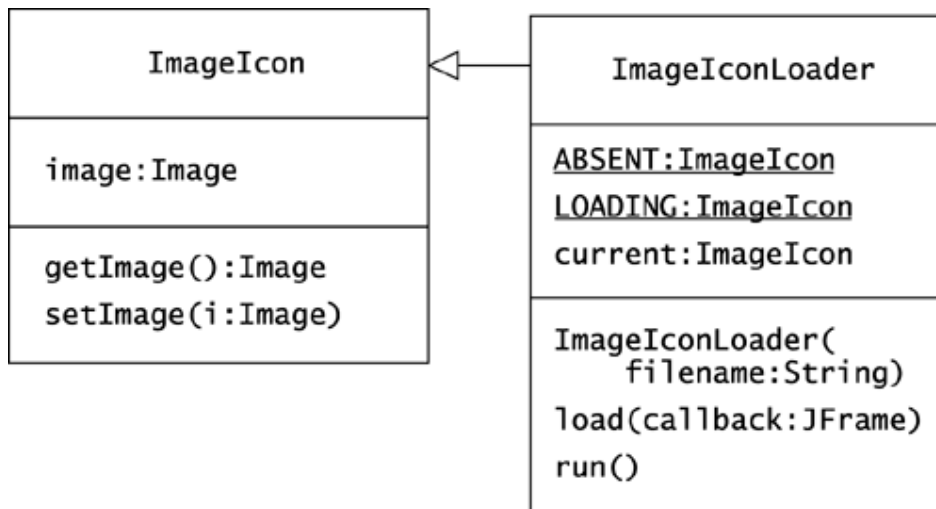 ImageIcon
image:Image
getImage():Image
setImage(i:Image)
ImageIconLoader
ABSENT:ImageIcon
LOADING:ImageIcon
current:ImageIcon
ImageIconLoader(
filename:String)
load(callback:JFrame)
run()